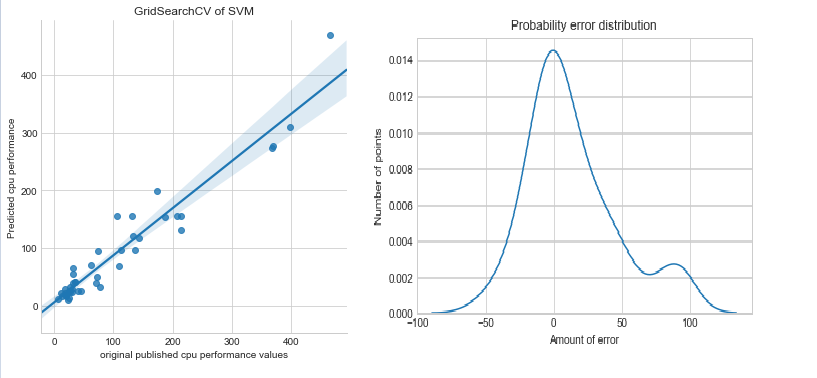 GridSearchCV of SVM
Predicted cpu performance
400
300
200
100
0
0 100 200 300 400
original published cpu performance values
Probability error distribution
Number of points
0.014
0.012
0.010
0.008
0.006
0.004
0.002
0.000
−100 −50 0 50 100
Amount of error